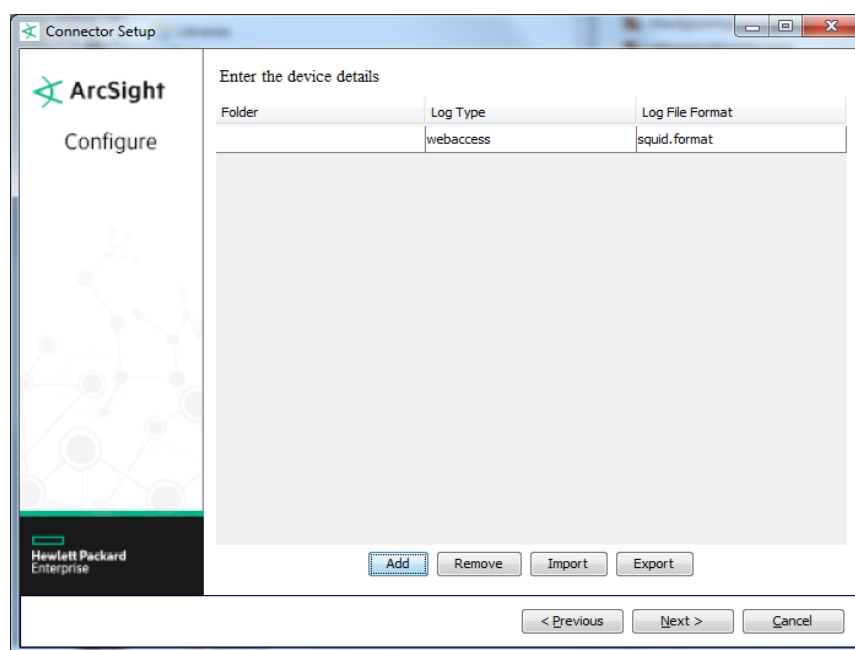 Connector Setup
ArcSight
Configure
Enter the device details
Folder Log Type Log File Format
webaccess squid.format
Add Remove Import Export
Hewlett Packard
Enterprise
< Previous Next > Cancel